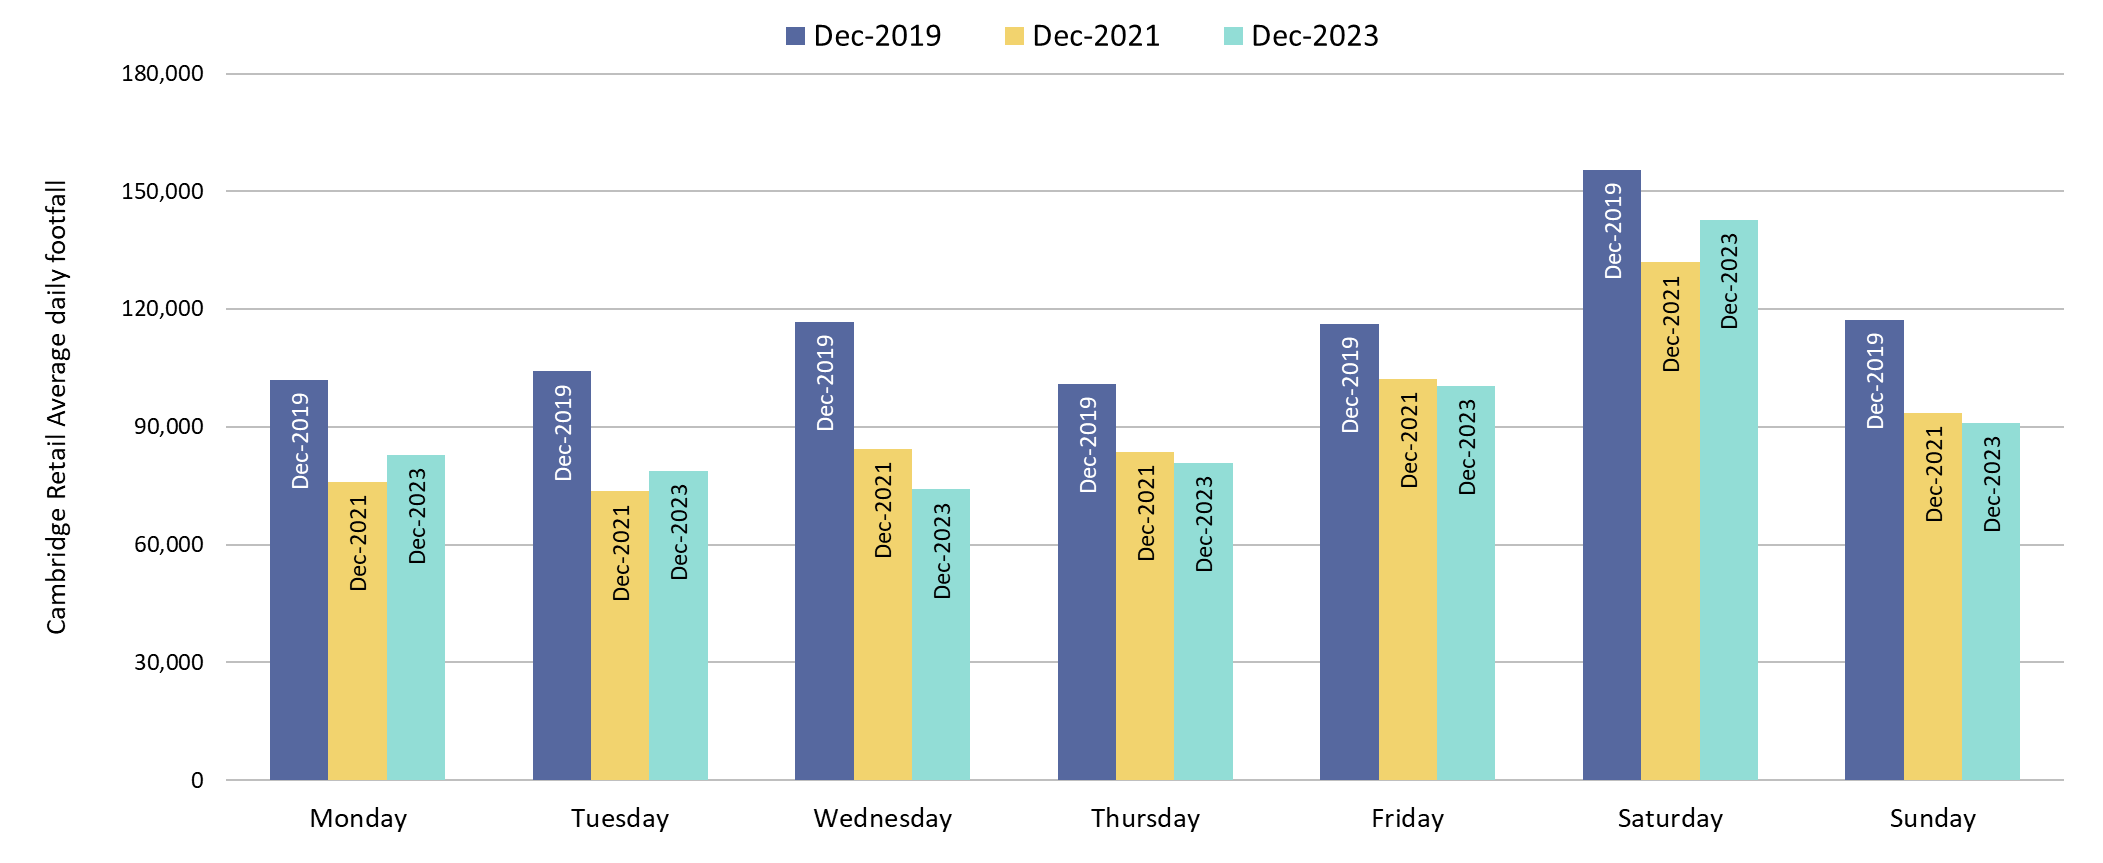 Dec-2019 Dec-2021 Dec-2023
Cambridge Retail Average daily footfall
180,000
150,000
120,000
90,000
60,000
30,000
0
Dec-2019
Dec-2021
Dec-2023
Dec-2019
Dec-2021
Dec-2023
Dec-2019
Dec-2021
Dec-2023
Dec-2019
Dec-2021
Dec-2023
Dec-2019
Dec-2021
Dec-2023
Dec-2019
Dec-2021
Dec-2023
Dec-2019
Dec-2021
Dec-2023
Monday Tuesday Wednesday Thursday Friday Saturday Sunday